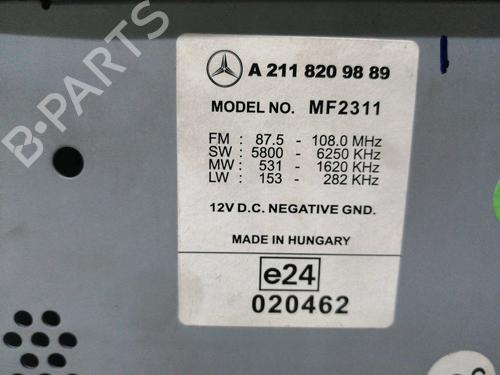 B-PARTS
A 211 820 98 89
MODEL NO. MF2311
FM : 87.5 - 108.0 MHz
SW : 5800 - 6250 KHz
MW : 531 - 1620 KHz
LW : 153 - 282 KHz
12V D.C. NEGATIVE GND.
MADE IN HUNGARY
e24
020462